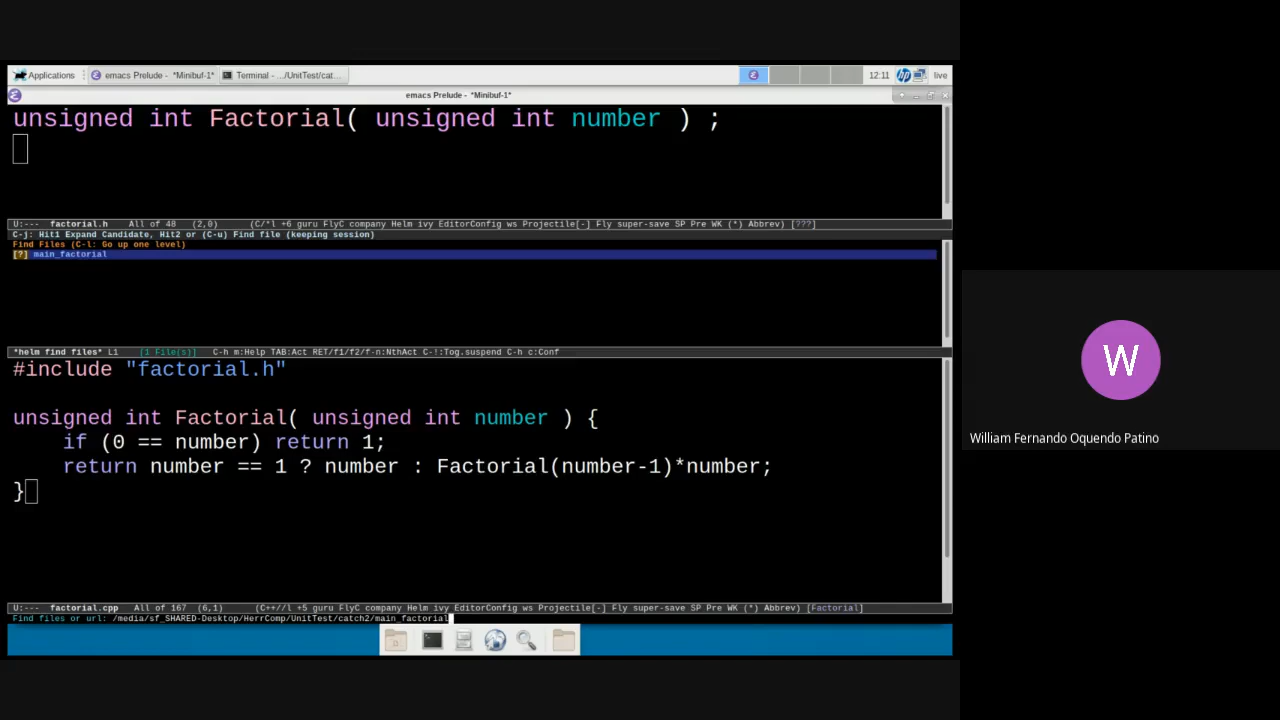 Applications
emacs Prelude - *Minibuf-1*
Terminal - .../UnitTest/cat...
12:11
live
emacs Prelude - *Minibuf-1*
unsigned int Factorial( unsigned int number ) ;
U:--- factorial.h All of 48 (2,0) (C/*l +6 guru FlyC company Helm ivy EditorConfig ws Projectile[-] Fly super-save SP Pre WK (*) Abbrev) [???]
C-j: Hit1 Expand Candidate, Hit2 or (C-u) Find file (keeping session)
Find Files (C-l: Go up one level)
[?] main_factorial
*helm find files* L1 [1 File(s)] C-h m:Help TAB:Act RET/f1/f2/f-n:NthAct C-!:Tog.suspend C-h c:Conf
#include "factorial.h"
unsigned int Factorial( unsigned int number ) {
if (0 == number) return 1;
return number == 1 ? number : Factorial(number-1)*number;
}
U:--- factorial.cpp All of 167 (6,1) (C++//l +5 guru FlyC company Helm ivy EditorConfig ws Projectile[-] Fly super-save SP Pre WK (*) Abbrev) [Factorial]
Find files or url: /media/sf_SHARED-Desktop/HerrComp/UnitTest/catch2/main_factorial
W
William Fernando Oquendo Patino